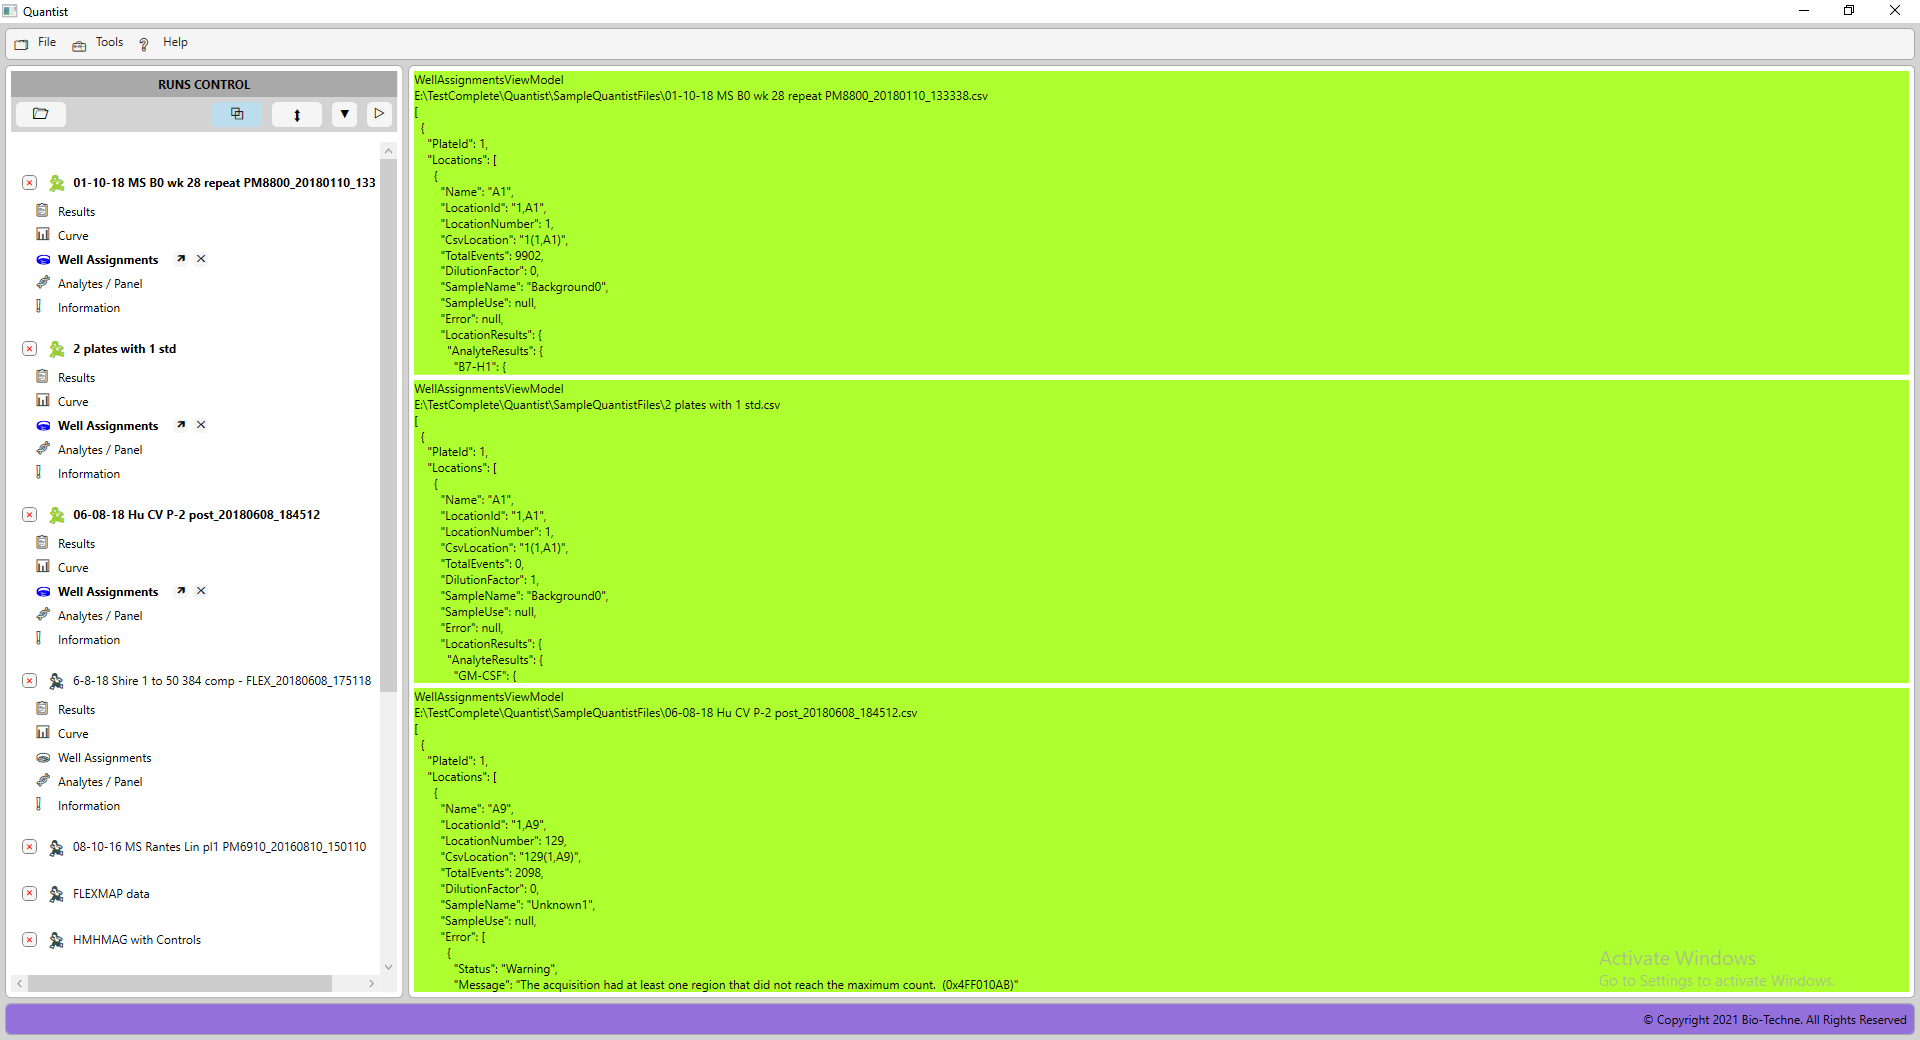 Quantist
File Tools Help
RUNS CONTROL
01-10-18 MS B0 wk 28 repeat PM8800_20180110_133
Results
Curve
Well Assignments
Analytes / Panel
Information
2 plates with 1 std
Results
Curve
Well Assignments
Analytes / Panel
Information
06-08-18 Hu CV P-2 post_20180608_184512
Results
Curve
Well Assignments
Analytes / Panel
Information
6-8-18 Shire 1 to 50 384 comp - FLEX_20180608_175118
Results
Curve
Well Assignments
Analytes / Panel
Information
08-10-16 MS Rantes Lin pl1 PM6910_20160810_150110
FLEXMAP data
HMHMAG with Controls
WellAssignmentsViewModel
E:\TestComplete\Quantist\SampleQuantistFiles\01-10-18 MS B0 wk 28 repeat PM8800_20180110_133338.csv
[
{
"PlateId": 1,
"Locations": [
{
"Name": "A1",
"LocationId": "1,A1",
"LocationNumber": 1,
"CsvLocation": "1(1,A1)",
"TotalEvents": 9902,
"DilutionFactor": 0,
"SampleName": "Background0",
"SampleUse": null,
"Error": null,
"LocationResults": {
"AnalyteResults": {
"B7-H1": {
WellAssignmentsViewModel
E:\TestComplete\Quantist\SampleQuantistFiles\2 plates with 1 std.csv
[
{
"PlateId": 1,
"Locations": [
{
"Name": "A1",
"LocationId": "1,A1",
"LocationNumber": 1,
"CsvLocation": "1(1,A1)",
"TotalEvents": 0,
"DilutionFactor": 1,
"SampleName": "Background0",
"SampleUse": null,
"Error": null,
"LocationResults": {
"AnalyteResults": {
"GM-CSF": {
WellAssignmentsViewModel
E:\TestComplete\Quantist\SampleQuantistFiles\06-08-18 Hu CV P-2 post_20180608_184512.csv
[
{
"PlateId": 1,
"Locations": [
{
"Name": "A9",
"LocationId": "1,A9",
"LocationNumber": 129,
"CsvLocation": "129(1,A9)",
"TotalEvents": 2098,
"DilutionFactor": 0,
"SampleName": "Unknown1",
"SampleUse": null,
"Error": [
{
"Status": "Warning",
"Message": "The acquisition had at least one region that did not reach the maximum count.  (0x4FF010AB)"
Activate Windows
Go to Settings to activate Windows.
© Copyright 2021 Bio-Techne. All Rights Reserved